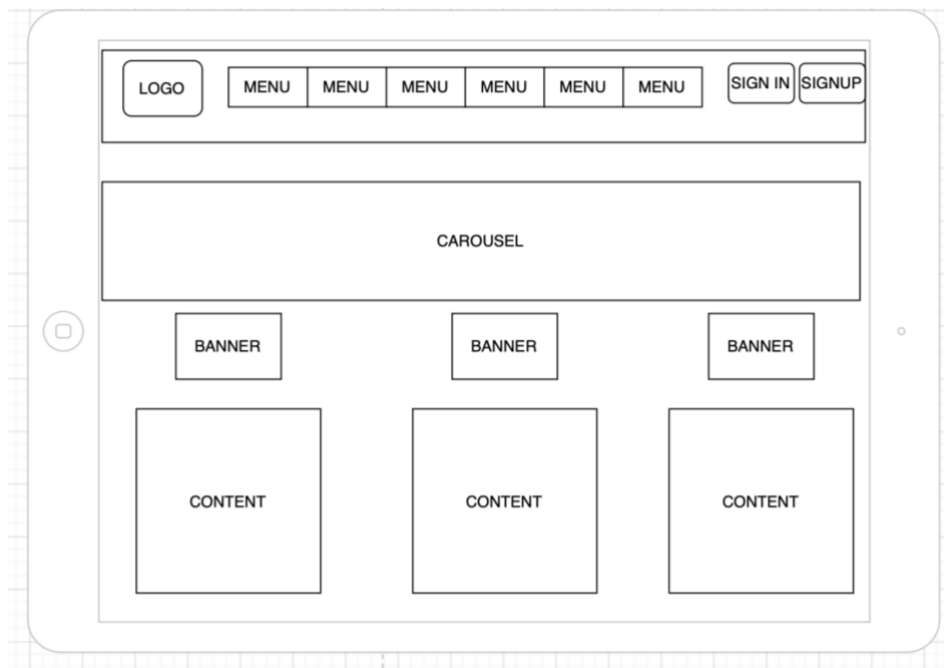 LOGO
MENU MENU MENU MENU MENU MENU
SIGN IN SIGNUP
CAROUSEL
BANNER BANNER BANNER
CONTENT CONTENT CONTENT